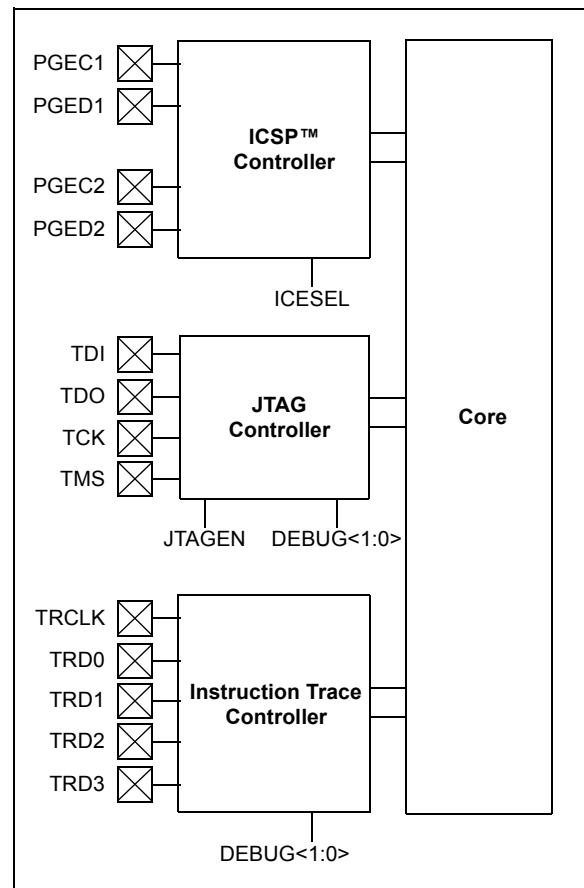 PGEC1
PGED1
PGEC2
PGED2
ICSP™
Controller
ICESEL
TDI
TDO
TCK
TMS
JTAG
Controller
JTAGEN DEBUG<1:0>
Core
TRCLK
TRD0
TRD1
TRD2
TRD3
Instruction Trace
Controller
DEBUG<1:0>